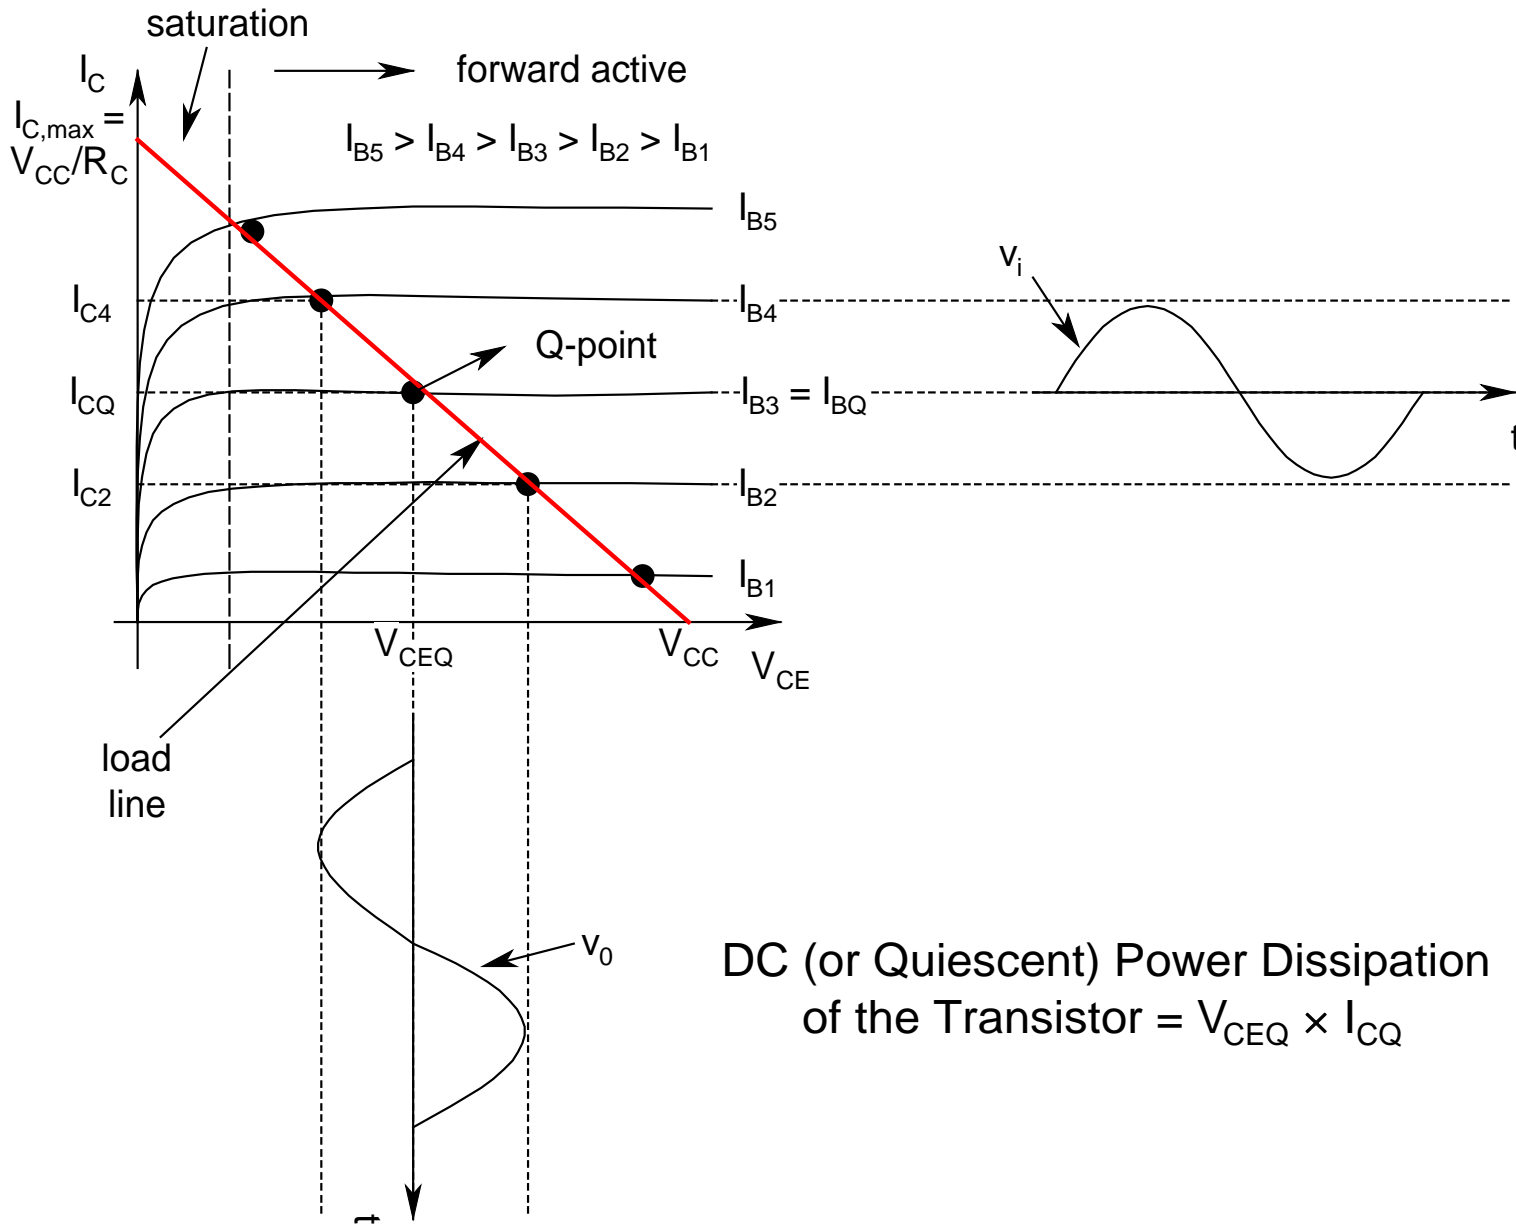 saturation
I_C
forward active
I_C,max =
V_CC/R_C
I_B5 > I_B4 > I_B3 > I_B2 > I_B1
I_B5
v_i
I_C4
I_B4
Q-point
I_CQ
I_B3 = I_BQ
t
I_C2
I_B2
I_B1
V_CEQ
V_CC
V_CE
load
line
v_0
DC (or Quiescent) Power Dissipation
of the Transistor = V_CEQ × I_CQ
t